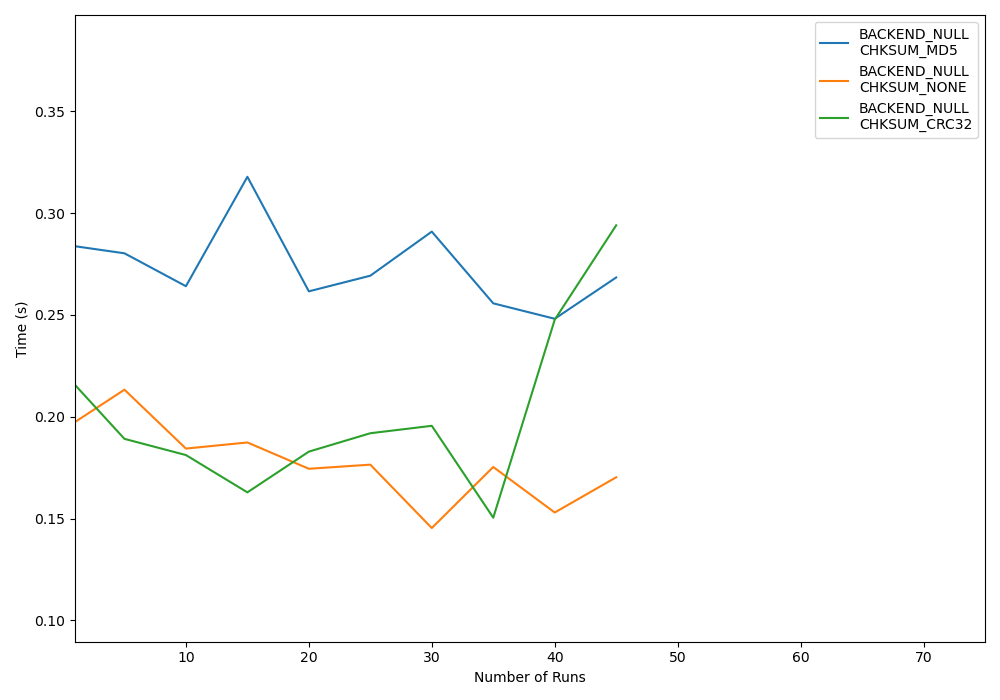 BACKEND_NULL
CHKSUM_MD5
BACKEND_NULL
CHKSUM_NONE
BACKEND_NULL
CHKSUM_CRC32
0.35
0.30
0.25
0.20
0.15
0.10
Time (s)
10 20 30 40 50 60 70
Number of Runs